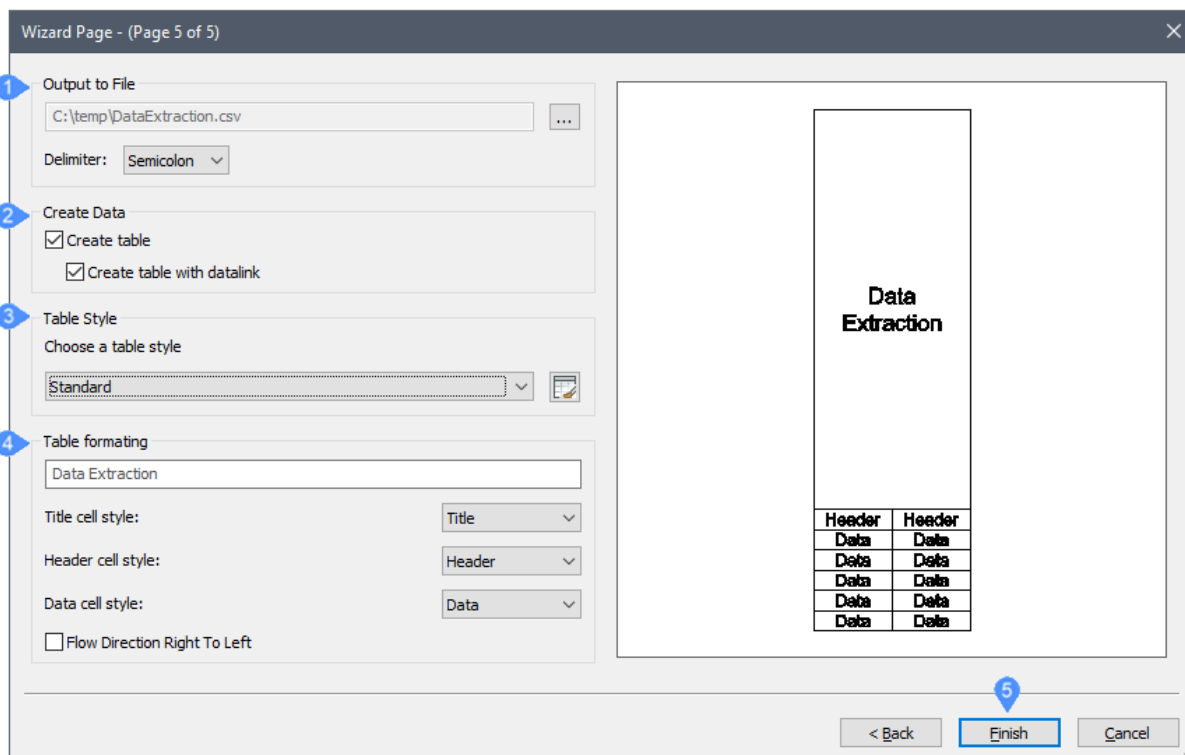 Wizard Page - (Page 5 of 5)
1
Output to File
C:\temp\DataExtraction.csv
...
Delimiter:
Semicolon
2
Create Data
Create table
Create table with datalink
3
Table Style
Choose a table style
Standard
4
Table formating
Data Extraction
Title cell style:
Title
Header cell style:
Header
Data cell style:
Data
Flow Direction Right To Left
Data
Extraction
Header Header
Data Data
Data Data
Data Data
Data Data
Data Data
5
< Back
Finish
Cancel